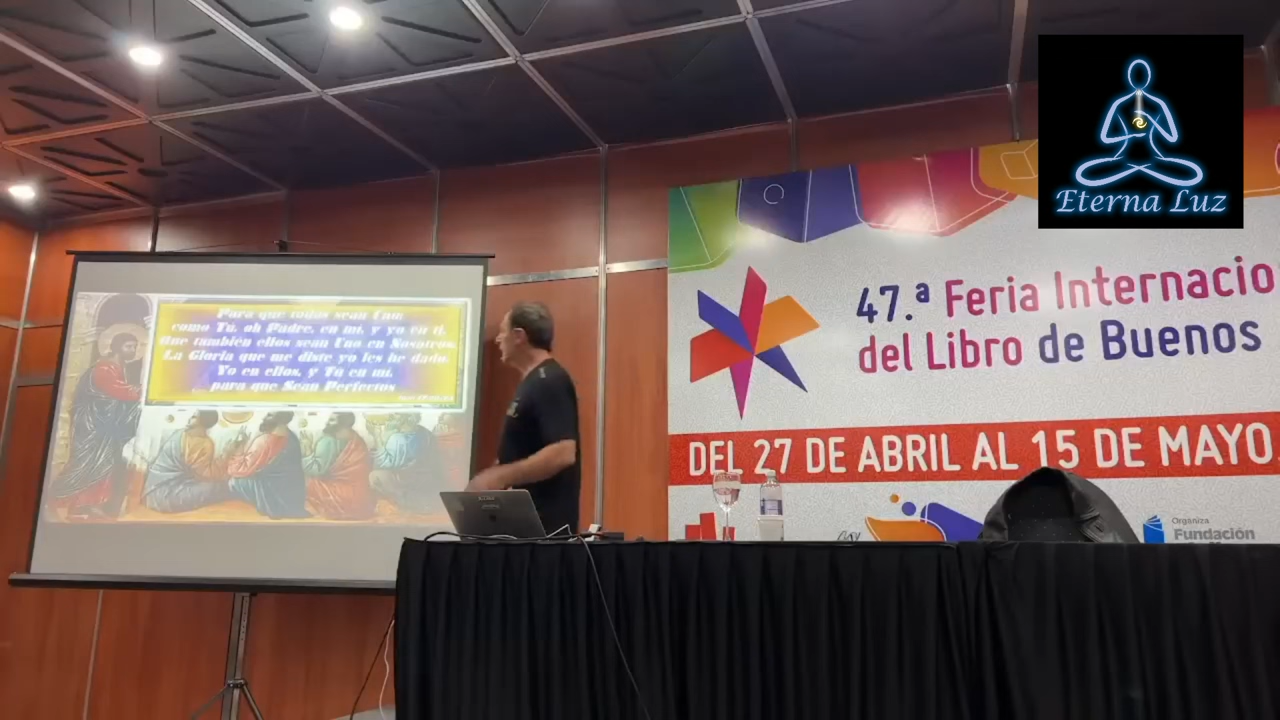 Para que todos sean Uno;
como Tú, oh Padre, en mí, y yo en ti,
Que también ellos sean Uno en Nosotros.
La Gloria que me diste yo les he dado.
Yo en ellos, y Tú en mí,
para que Sean Perfectos
Eterna Luz
47.ª Feria Internacio
del Libro de Buenos
DEL 27 DE ABRIL AL 15 DE MAYO
Organiza
Fundación